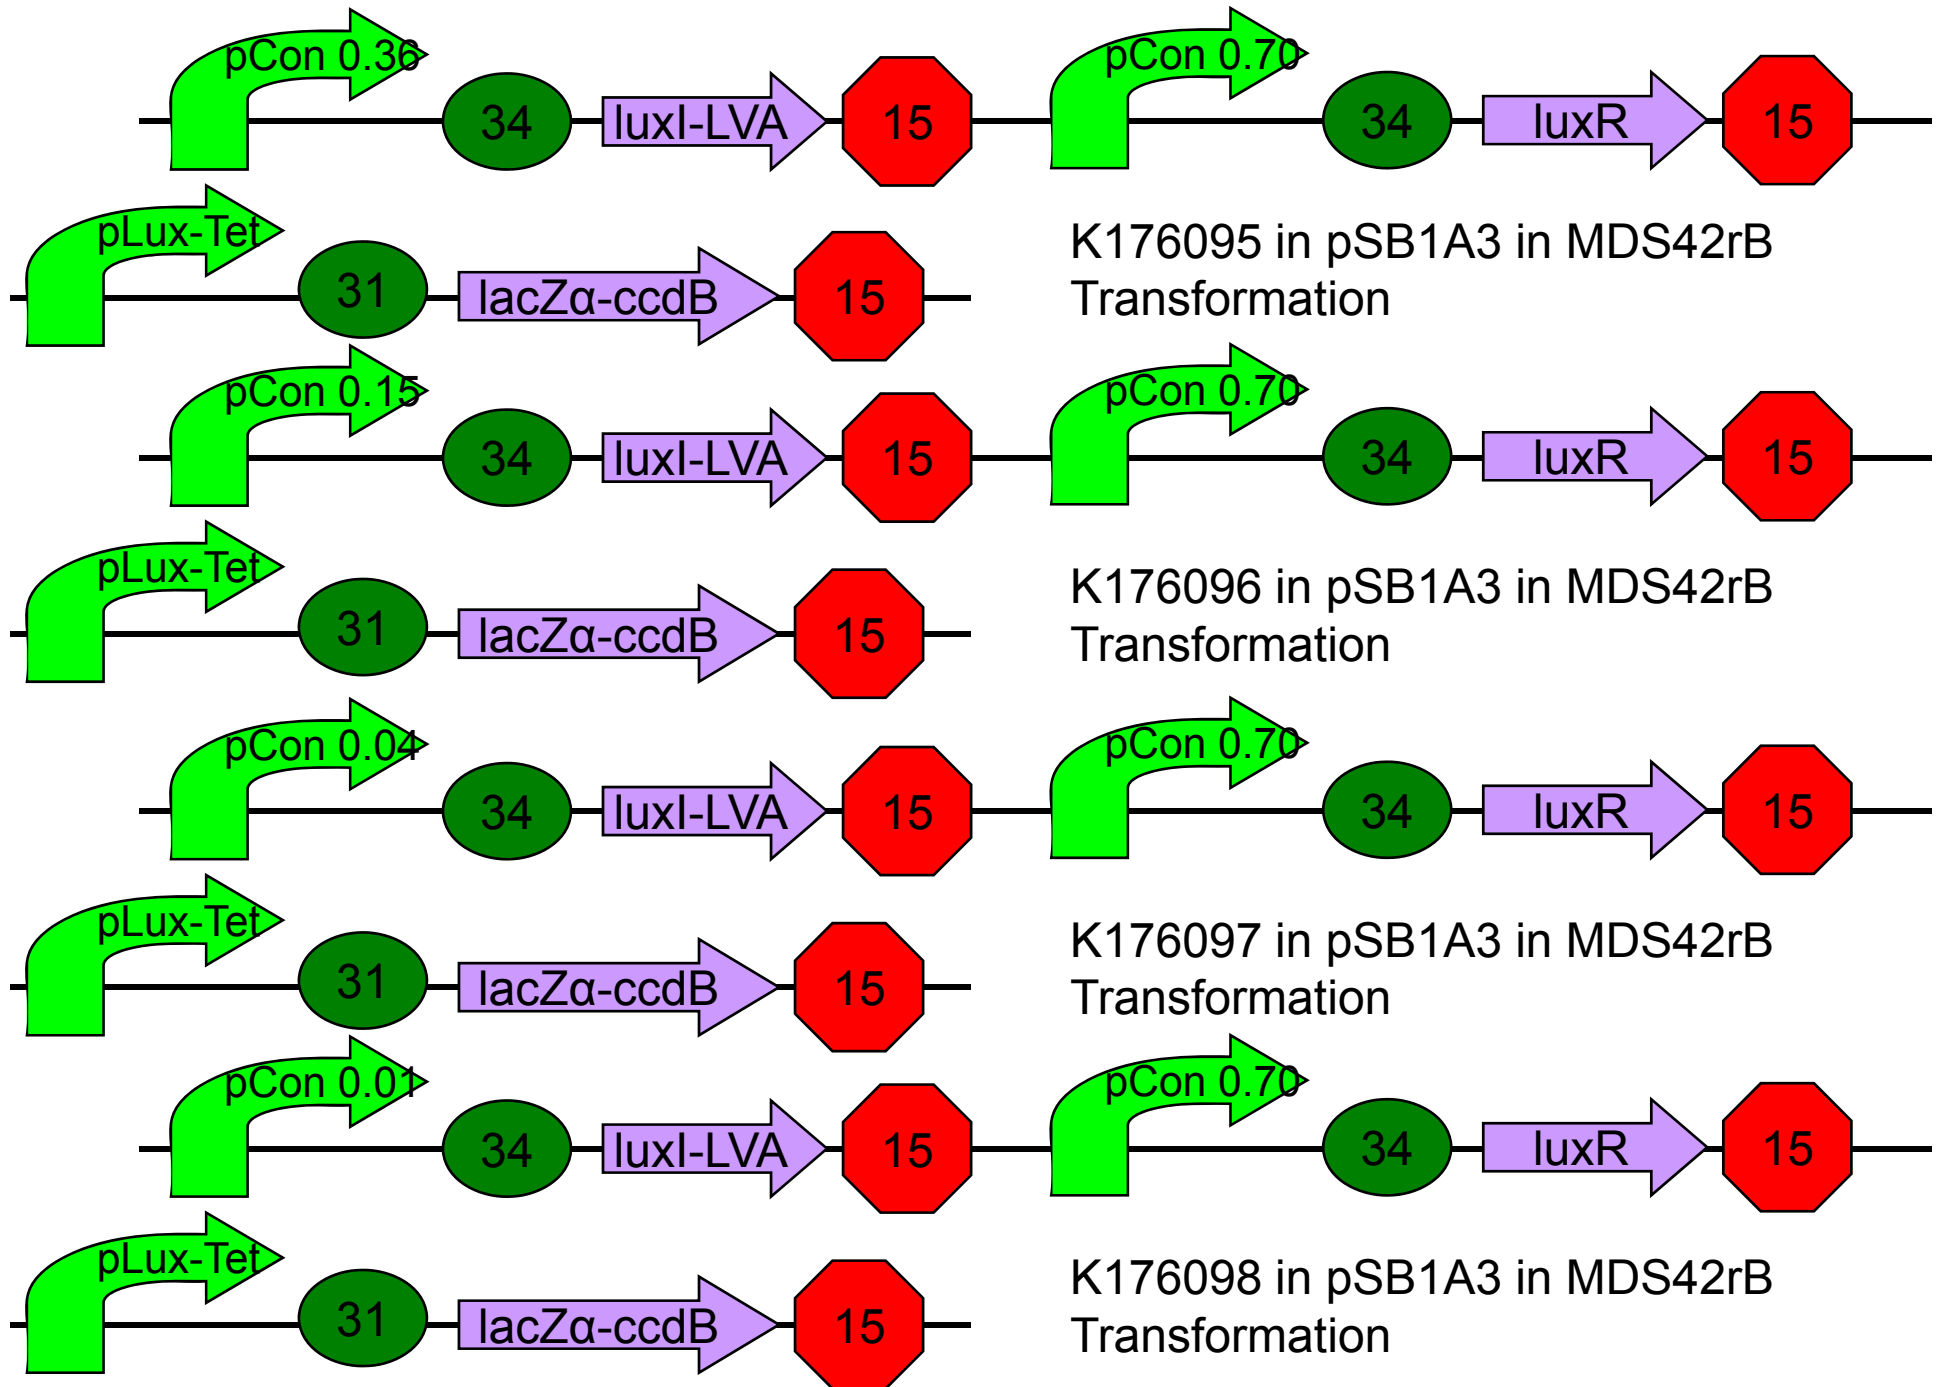 pCon 0.36 34 luxI-LVA 15 pCon 0.70 34 luxR 15
pLux-Tet 31 lacZα-ccdB 15
K176095 in pSB1A3 in MDS42rB
Transformation
pCon 0.15 34 luxI-LVA 15 pCon 0.70 34 luxR 15
pLux-Tet 31 lacZα-ccdB 15
K176096 in pSB1A3 in MDS42rB
Transformation
pCon 0.04 34 luxI-LVA 15 pCon 0.70 34 luxR 15
pLux-Tet 31 lacZα-ccdB 15
K176097 in pSB1A3 in MDS42rB
Transformation
pCon 0.01 34 luxI-LVA 15 pCon 0.70 34 luxR 15
pLux-Tet 31 lacZα-ccdB 15
K176098 in pSB1A3 in MDS42rB
Transformation